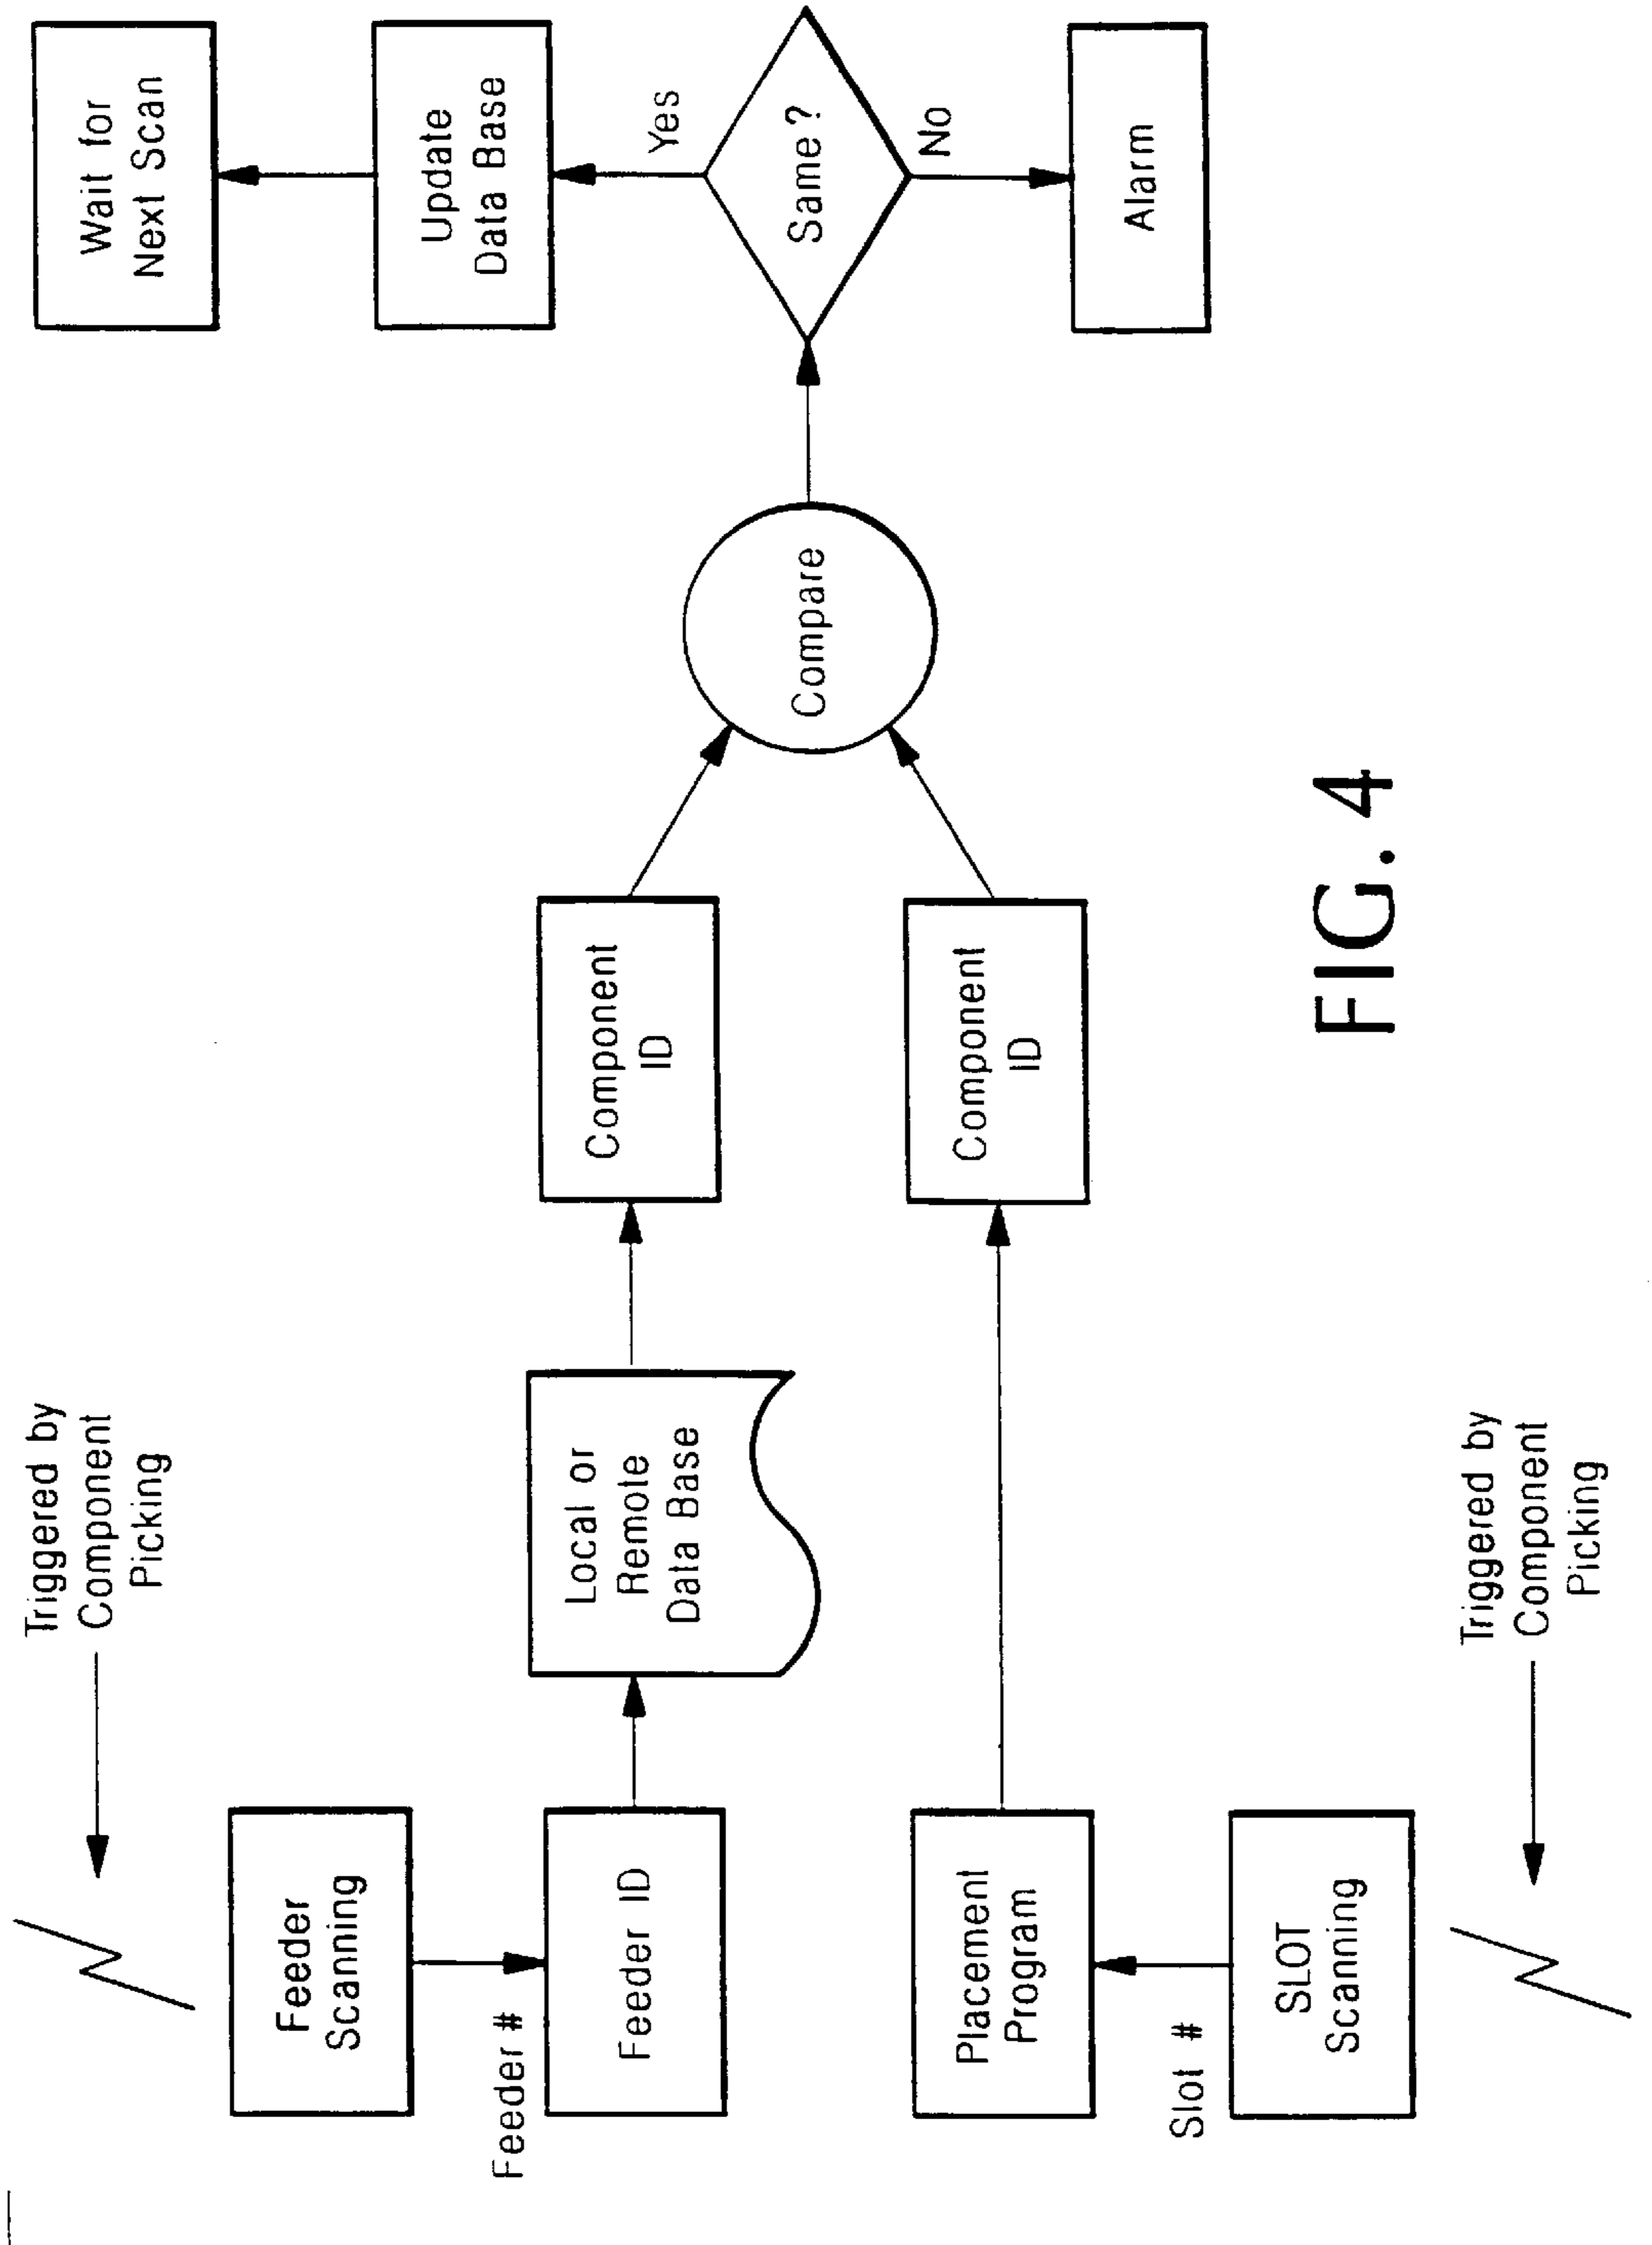 Triggered by
Component
Picking
Feeder
Scanning
Feeder #
Feeder ID
Local or
Remote
Data Base
Component
ID
Placement
Program
Slot #
SLOT
Scanning
Triggered by
Component
Picking
Component
ID
Compare
Same?
Yes
Update
Data Base
Wait for
Next Scan
No
Alarm
FIG. 4